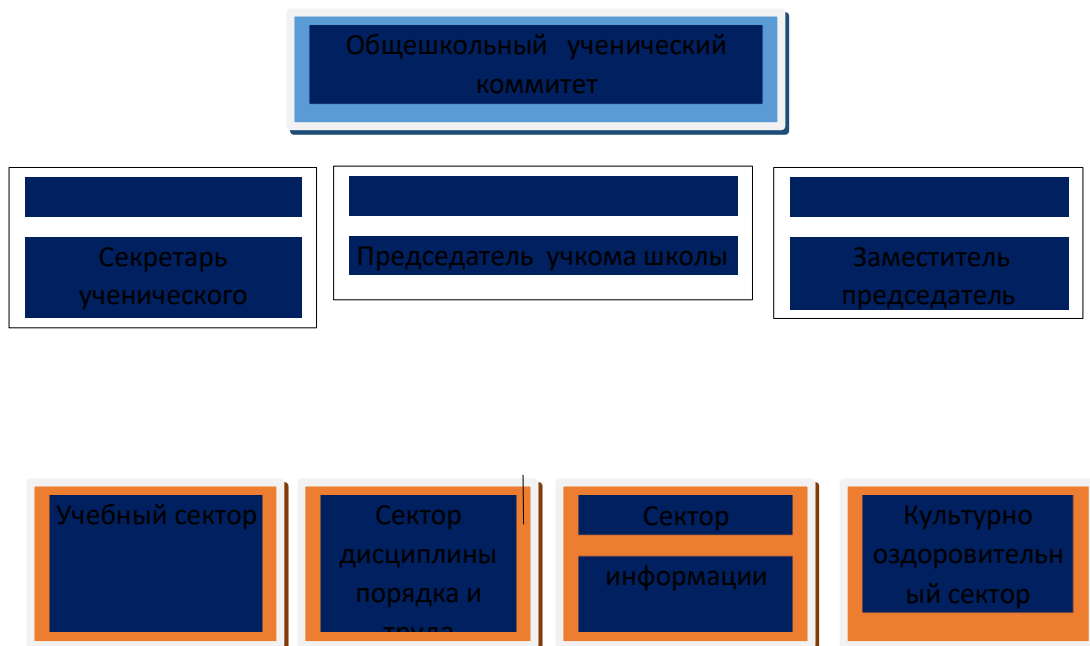 Общешкольный ученический
коммитет
Секретарь
ученического
Председатель учкома школы
Заместитель
председатель
Учебный сектор
Сектор
дисциплины
порядка и
труда
Сектор
информации
Культурно
оздоровительн
ый сектор